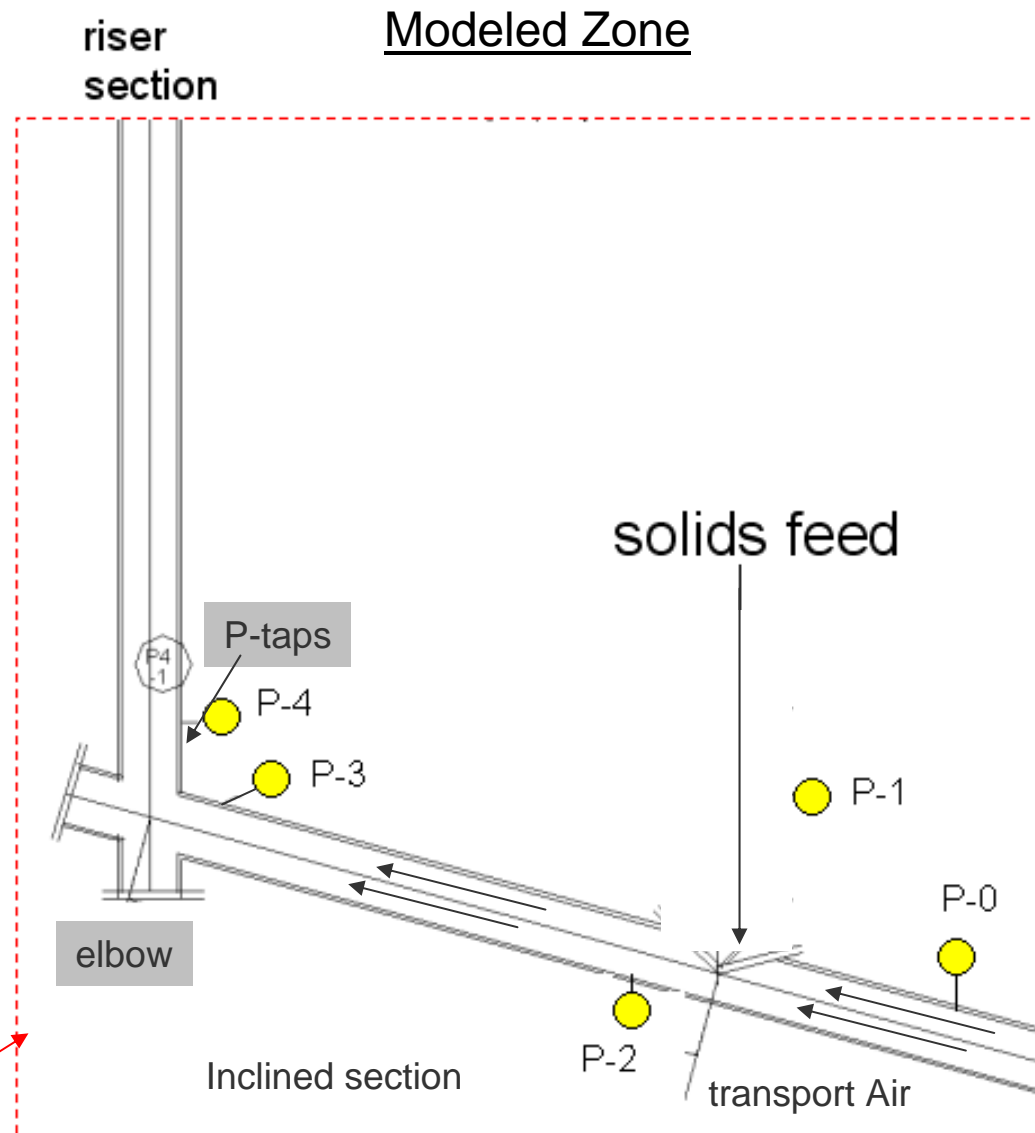 Modeled Zone
riser
section
solids feed
P-taps
P4
-1
P-4
P-3
P-1
P-0
elbow
P-2
Inclined section
transport Air